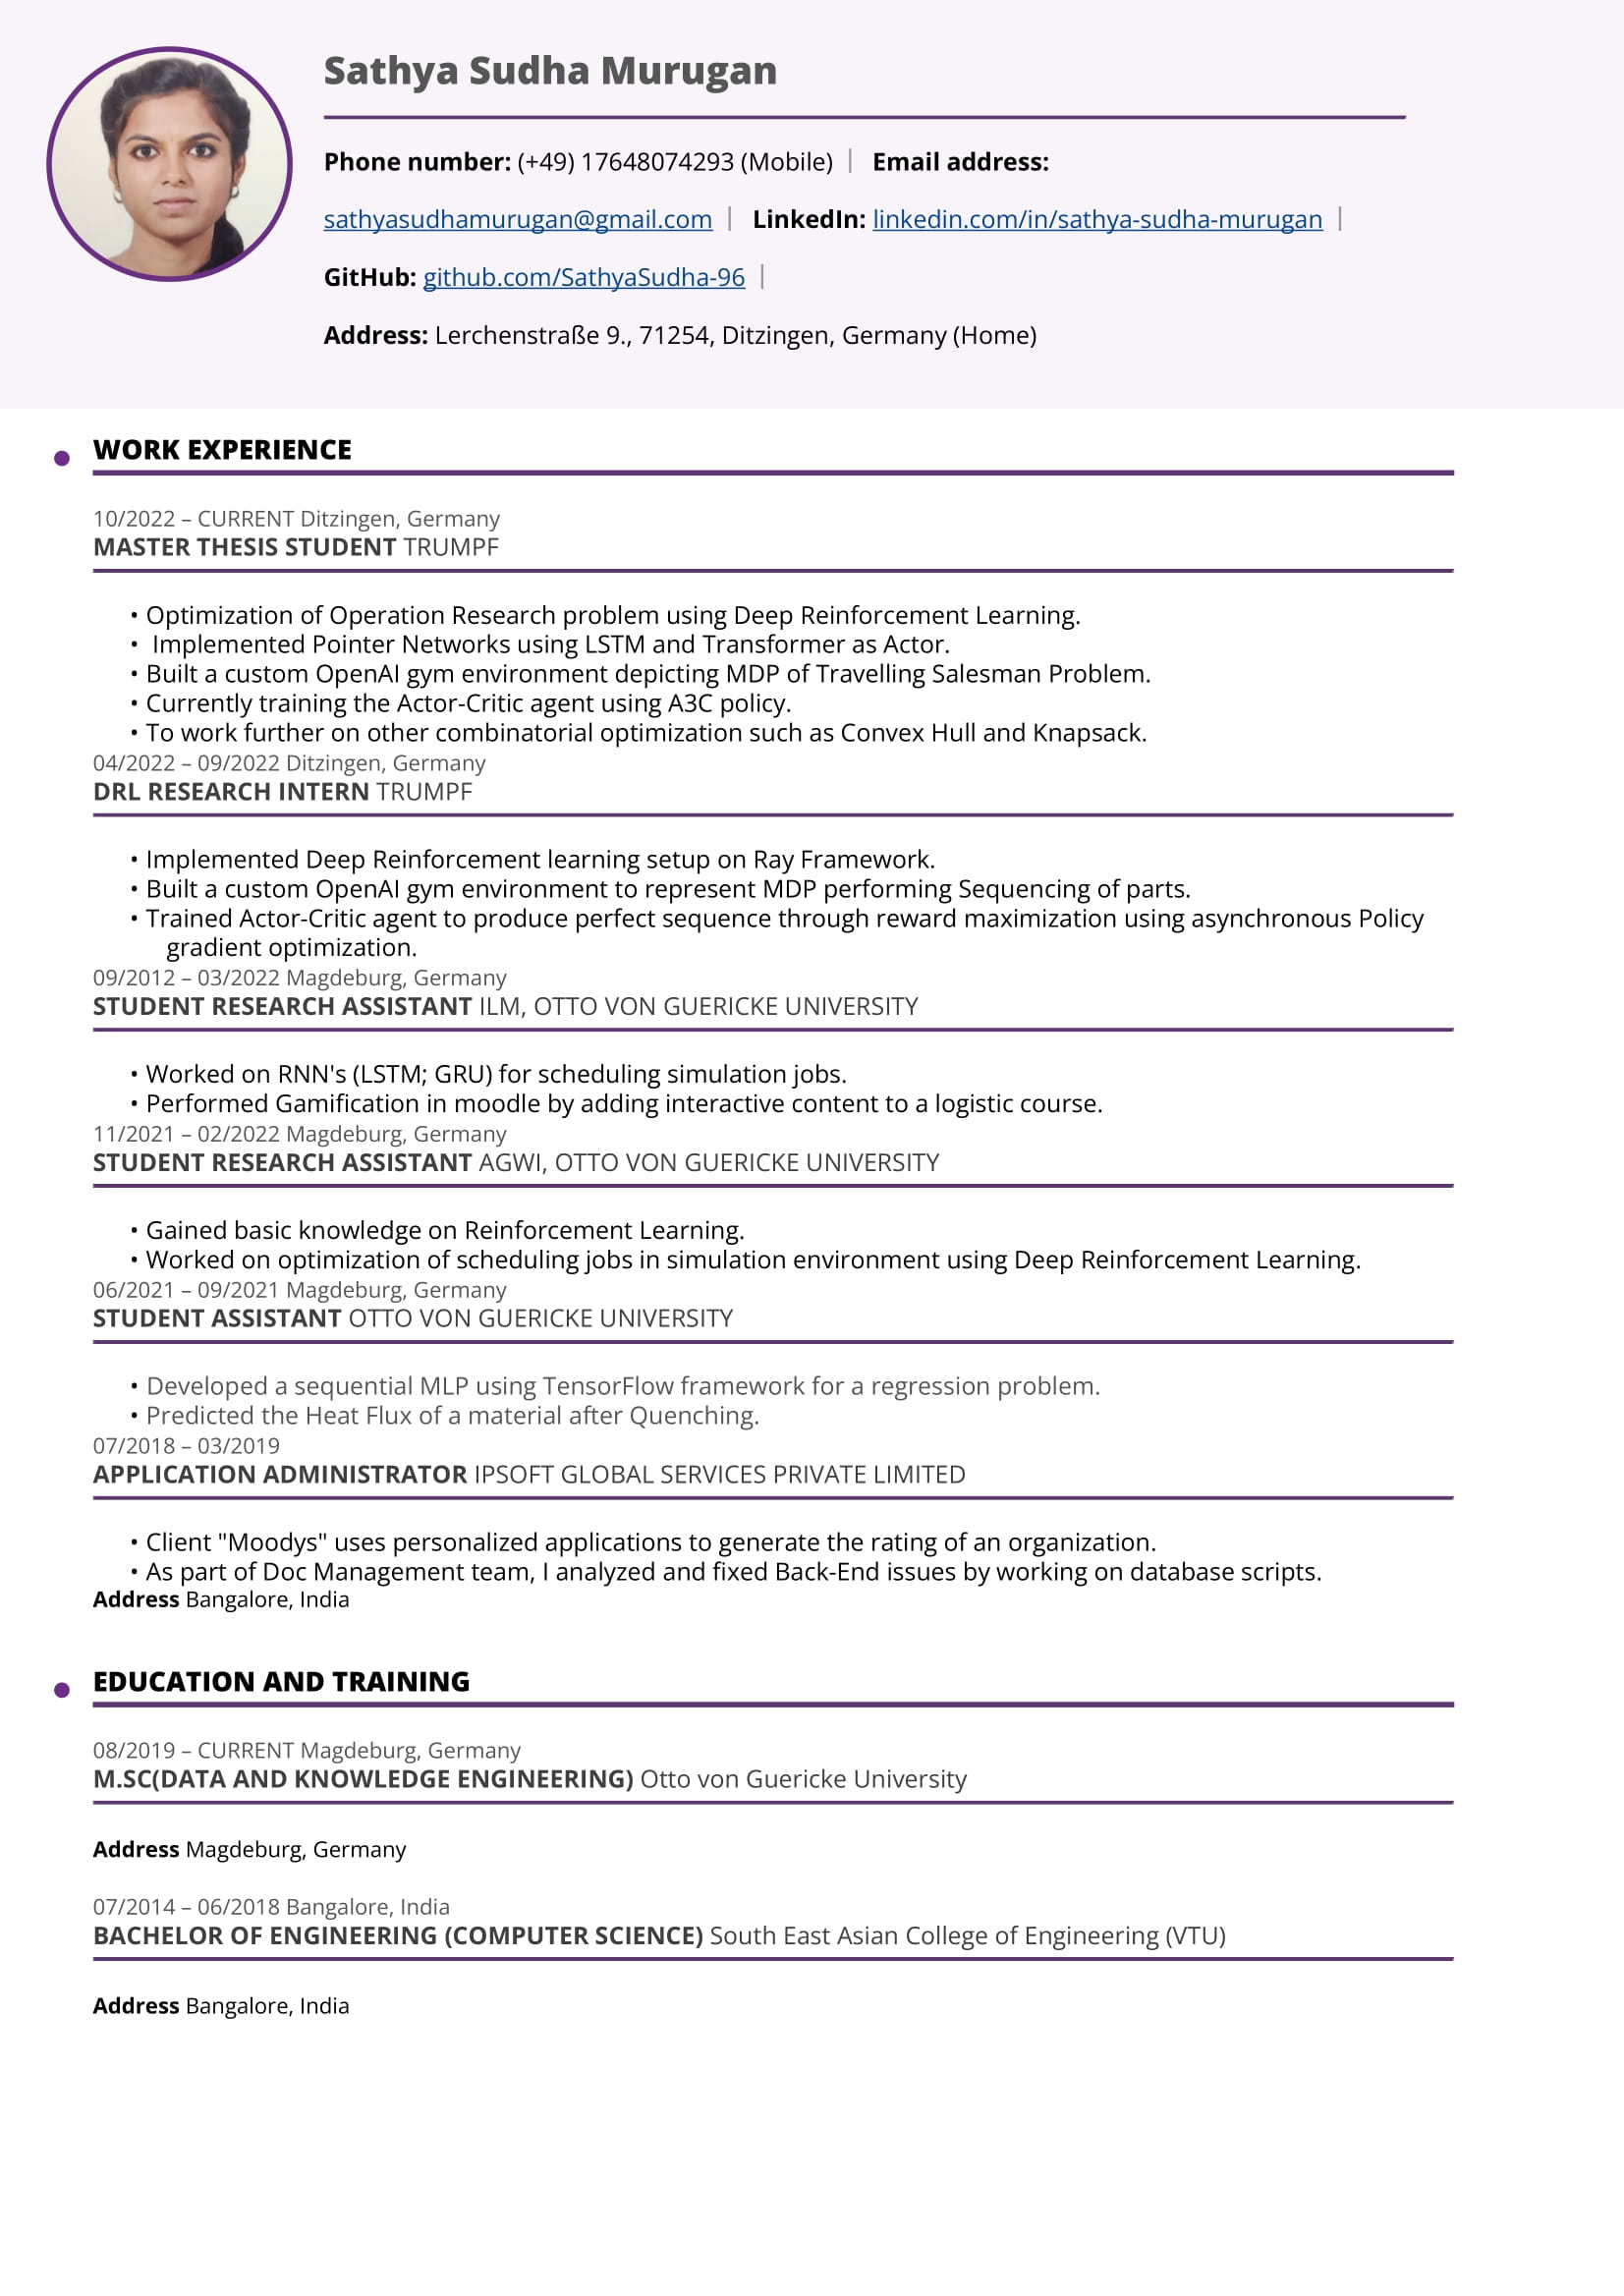 Sathya Sudha Murugan
Phone number: (+49) 17648074293 (Mobile) | Email address:
sathyasudhamurugan@gmail.com | LinkedIn: linkedin.com/in/sathya-sudha-murugan |
GitHub: github.com/SathyaSudha-96 |
Address: Lerchenstraße 9., 71254, Ditzingen, Germany (Home)
WORK EXPERIENCE
10/2022 – CURRENT Ditzingen, Germany
MASTER THESIS STUDENT TRUMPF
• Optimization of Operation Research problem using Deep Reinforcement Learning.
• Implemented Pointer Networks using LSTM and Transformer as Actor.
• Built a custom OpenAI gym environment depicting MDP of Travelling Salesman Problem.
• Currently training the Actor-Critic agent using A3C policy.
• To work further on other combinatorial optimization such as Convex Hull and Knapsack.
04/2022 – 09/2022 Ditzingen, Germany
DRL RESEARCH INTERN TRUMPF
• Implemented Deep Reinforcement learning setup on Ray Framework.
• Built a custom OpenAI gym environment to represent MDP performing Sequencing of parts.
• Trained Actor-Critic agent to produce perfect sequence through reward maximization using asynchronous Policy
gradient optimization.
09/2012 – 03/2022 Magdeburg, Germany
STUDENT RESEARCH ASSISTANT ILM, OTTO VON GUERICKE UNIVERSITY
• Worked on RNN's (LSTM; GRU) for scheduling simulation jobs.
• Performed Gamification in moodle by adding interactive content to a logistic course.
11/2021 – 02/2022 Magdeburg, Germany
STUDENT RESEARCH ASSISTANT AGWI, OTTO VON GUERICKE UNIVERSITY
• Gained basic knowledge on Reinforcement Learning.
• Worked on optimization of scheduling jobs in simulation environment using Deep Reinforcement Learning.
06/2021 – 09/2021 Magdeburg, Germany
STUDENT ASSISTANT OTTO VON GUERICKE UNIVERSITY
• Developed a sequential MLP using TensorFlow framework for a regression problem.
• Predicted the Heat Flux of a material after Quenching.
07/2018 – 03/2019
APPLICATION ADMINISTRATOR IPSOFT GLOBAL SERVICES PRIVATE LIMITED
• Client "Moodys" uses personalized applications to generate the rating of an organization.
• As part of Doc Management team, I analyzed and fixed Back-End issues by working on database scripts.
Address Bangalore, India
EDUCATION AND TRAINING
08/2019 – CURRENT Magdeburg, Germany
M.SC(DATA AND KNOWLEDGE ENGINEERING) Otto von Guericke University
Address Magdeburg, Germany
07/2014 – 06/2018 Bangalore, India
BACHELOR OF ENGINEERING (COMPUTER SCIENCE) South East Asian College of Engineering (VTU)
Address Bangalore, India